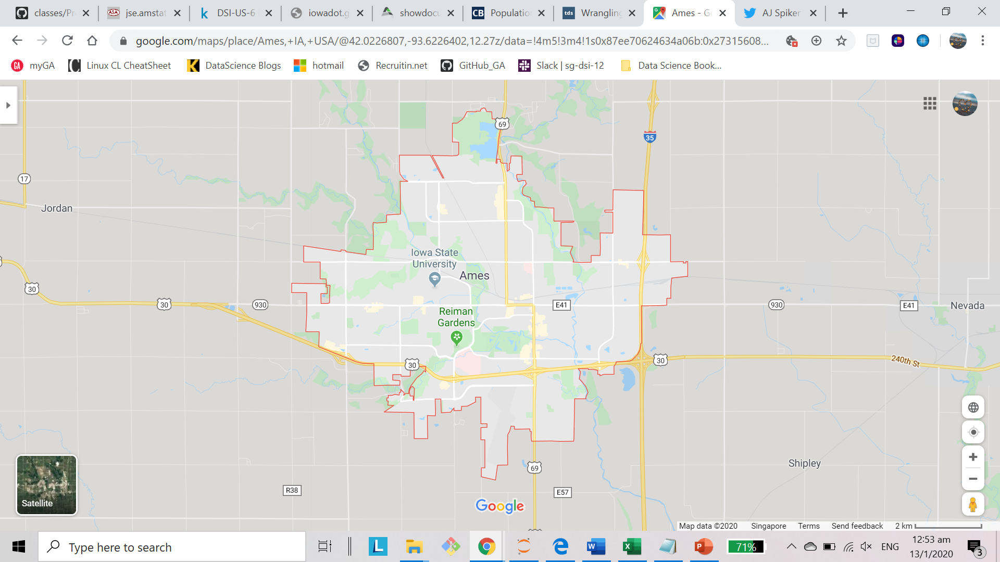 classes/Pr
jse.amstat
DSI-US-6
iowadot.g
showdocu
Population
Wrangling
Ames - Go
AJ Spiker
google.com/maps/place/Ames,+IA,+USA/@42.0226807,-93.6226402,12.27z/data=!4m5!3m4!1s0x87ee70624634a06b:0x27315608...
myGA
Linux CL CheatSheet
DataScience Blogs
hotmail
Recruitin.net
GitHub_GA
Slack | sg-dsi-12
Data Science Book...
69
35
17
Jordan
Iowa State
University
Ames
30
30
930
E41
930
E41
Nevada
Reiman
Gardens
30
30
240th St
Shipley
69
R38
E57
Satellite
Google
Map data ©2020
Singapore
Terms
Send feedback
2 km
Type here to search
71%
ENG
12:53 am
13/1/2020
3